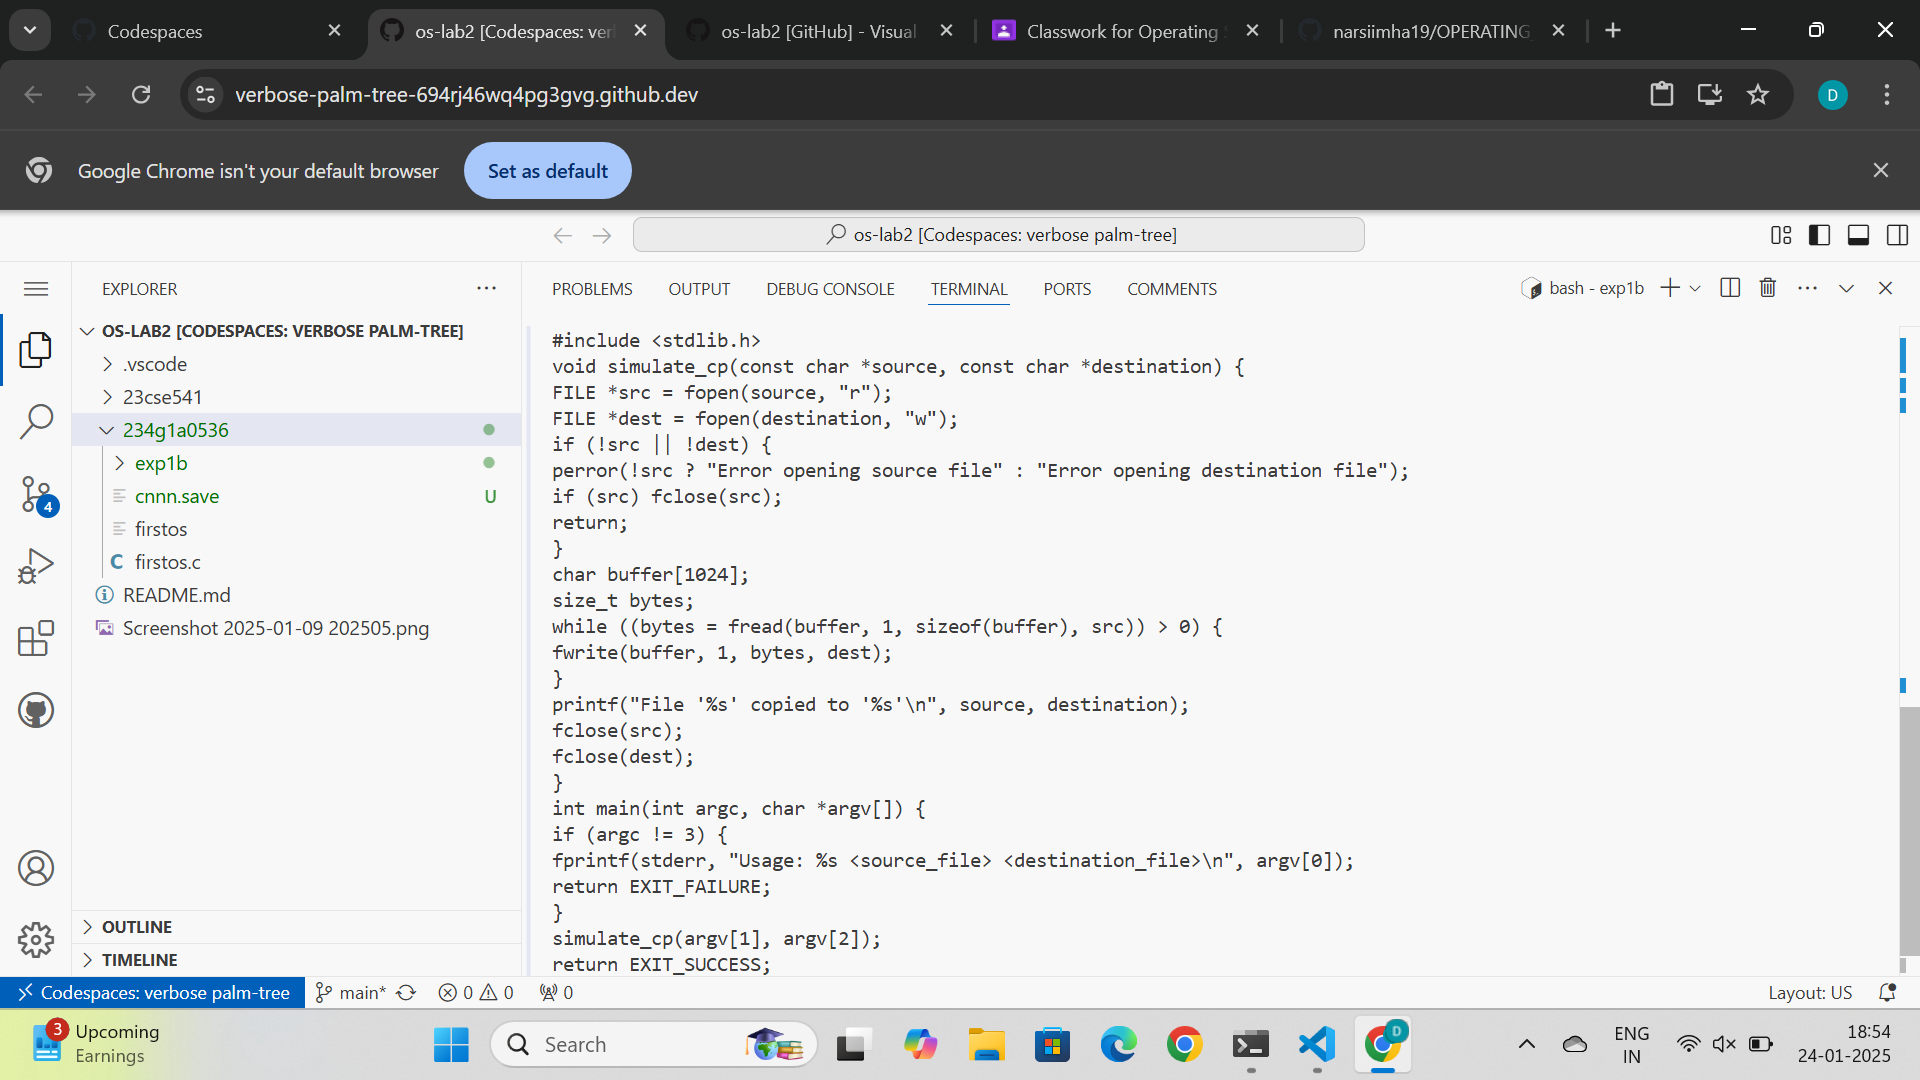 Codespaces
os-lab2 [Codespaces: ver
os-lab2 [GitHub] - Visual
Classwork for Operating S
narsiimha19/OPERATING_
verbose-palm-tree-694rj46wq4pg3gvg.github.dev
D
Google Chrome isn't your default browser
Set as default
os-lab2 [Codespaces: verbose palm-tree]
EXPLORER
OS-LAB2 [CODESPACES: VERBOSE PALM-TREE]
.vscode
23cse541
234g1a0536
exp1b
cnnn.save U
firstos
C firstos.c
README.md
Screenshot 2025-01-09 202505.png
4
OUTLINE
TIMELINE
PROBLEMS OUTPUT DEBUG CONSOLE TERMINAL PORTS COMMENTS
bash - exp1b
#include <stdlib.h>
void simulate_cp(const char *source, const char *destination) {
FILE *src = fopen(source, "r");
FILE *dest = fopen(destination, "w");
if (!src || !dest) {
perror(!src ? "Error opening source file" : "Error opening destination file");
if (src) fclose(src);
return;
}
char buffer[1024];
size_t bytes;
while ((bytes = fread(buffer, 1, sizeof(buffer), src)) > 0) {
fwrite(buffer, 1, bytes, dest);
}
printf("File '%s' copied to '%s'\n", source, destination);
fclose(src);
fclose(dest);
}
int main(int argc, char *argv[]) {
if (argc != 3) {
fprintf(stderr, "Usage: %s <source_file> <destination_file>\n", argv[0]);
return EXIT_FAILURE;
}
simulate_cp(argv[1], argv[2]);
return EXIT_SUCCESS;
Codespaces: verbose palm-tree main* 0 0 0 Layout: US
3
Upcoming
Earnings
Search
D
ENG
IN
18:54
24-01-2025